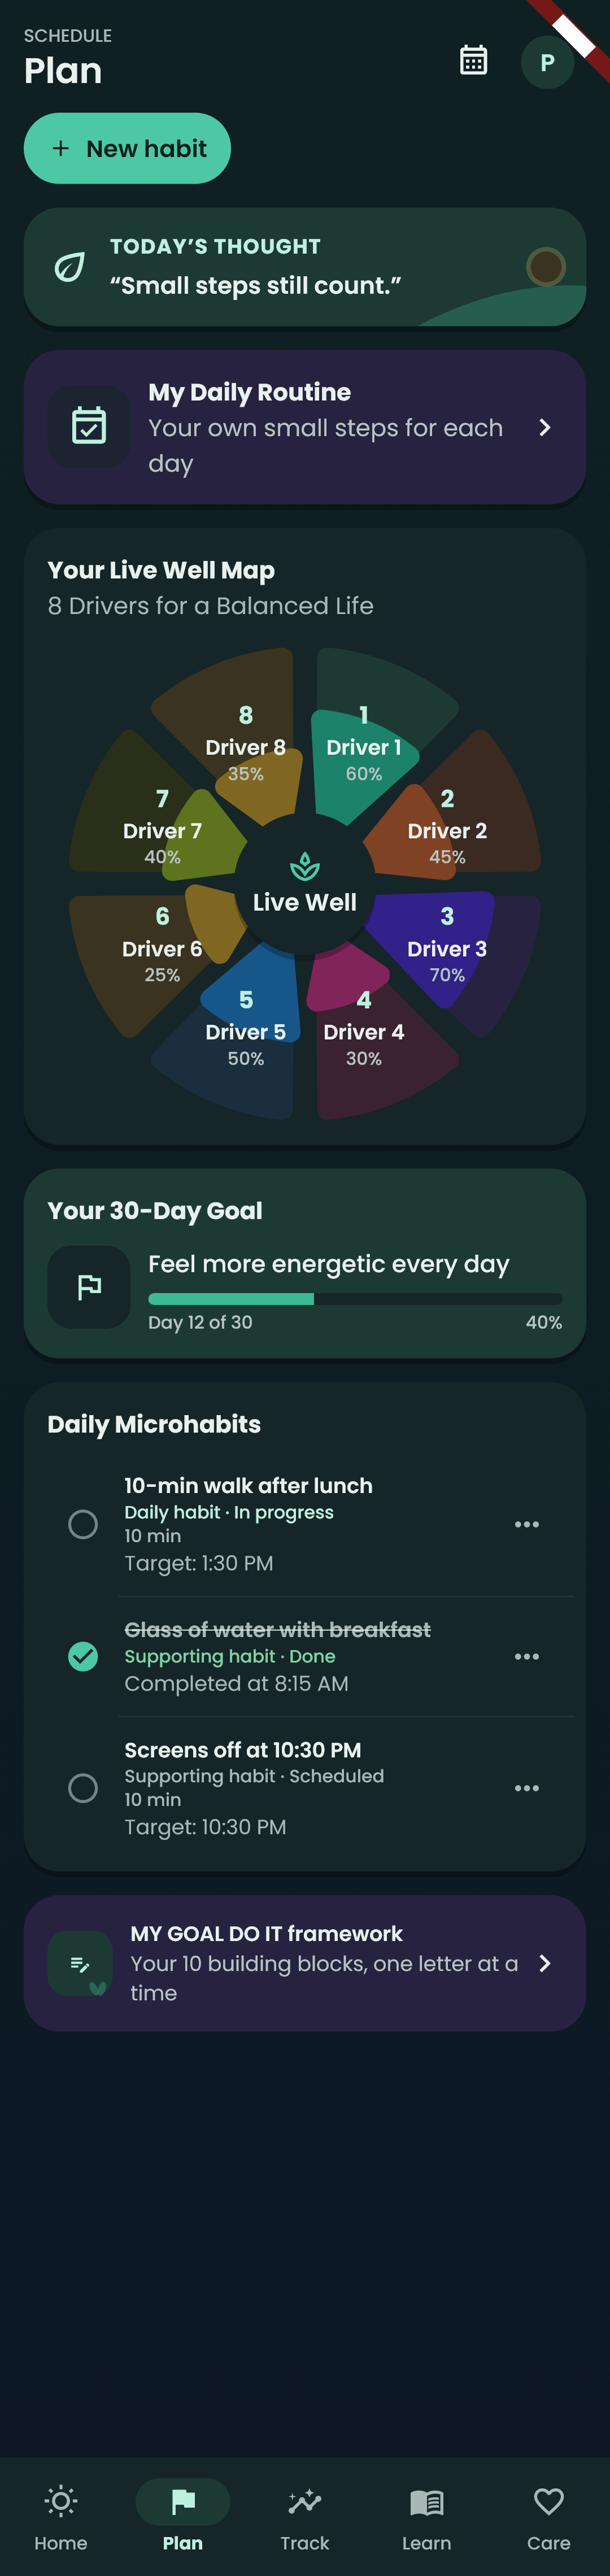 SCHEDULE
Plan
P
+ New habit
TODAY'S THOUGHT
“Small steps still count.”
My Daily Routine
Your own small steps for each
day
Your Live Well Map
8 Drivers for a Balanced Life
8
Driver 8
35%
1
Driver 1
60%
7
Driver 7
40%
2
Driver 2
45%
Live Well
6
Driver 6
25%
3
Driver 3
70%
5
Driver 5
50%
4
Driver 4
30%
Your 30-Day Goal
Feel more energetic every day
Day 12 of 30
40%
Daily Microhabits
10-min walk after lunch
Daily habit · In progress
10 min
Target: 1:30 PM
Glass of water with breakfast
Supporting habit · Done
Completed at 8:15 AM
Screens off at 10:30 PM
Supporting habit · Scheduled
10 min
Target: 10:30 PM
MY GOAL DO IT framework
Your 10 building blocks, one letter at a
time
Home
Plan
Track
Learn
Care